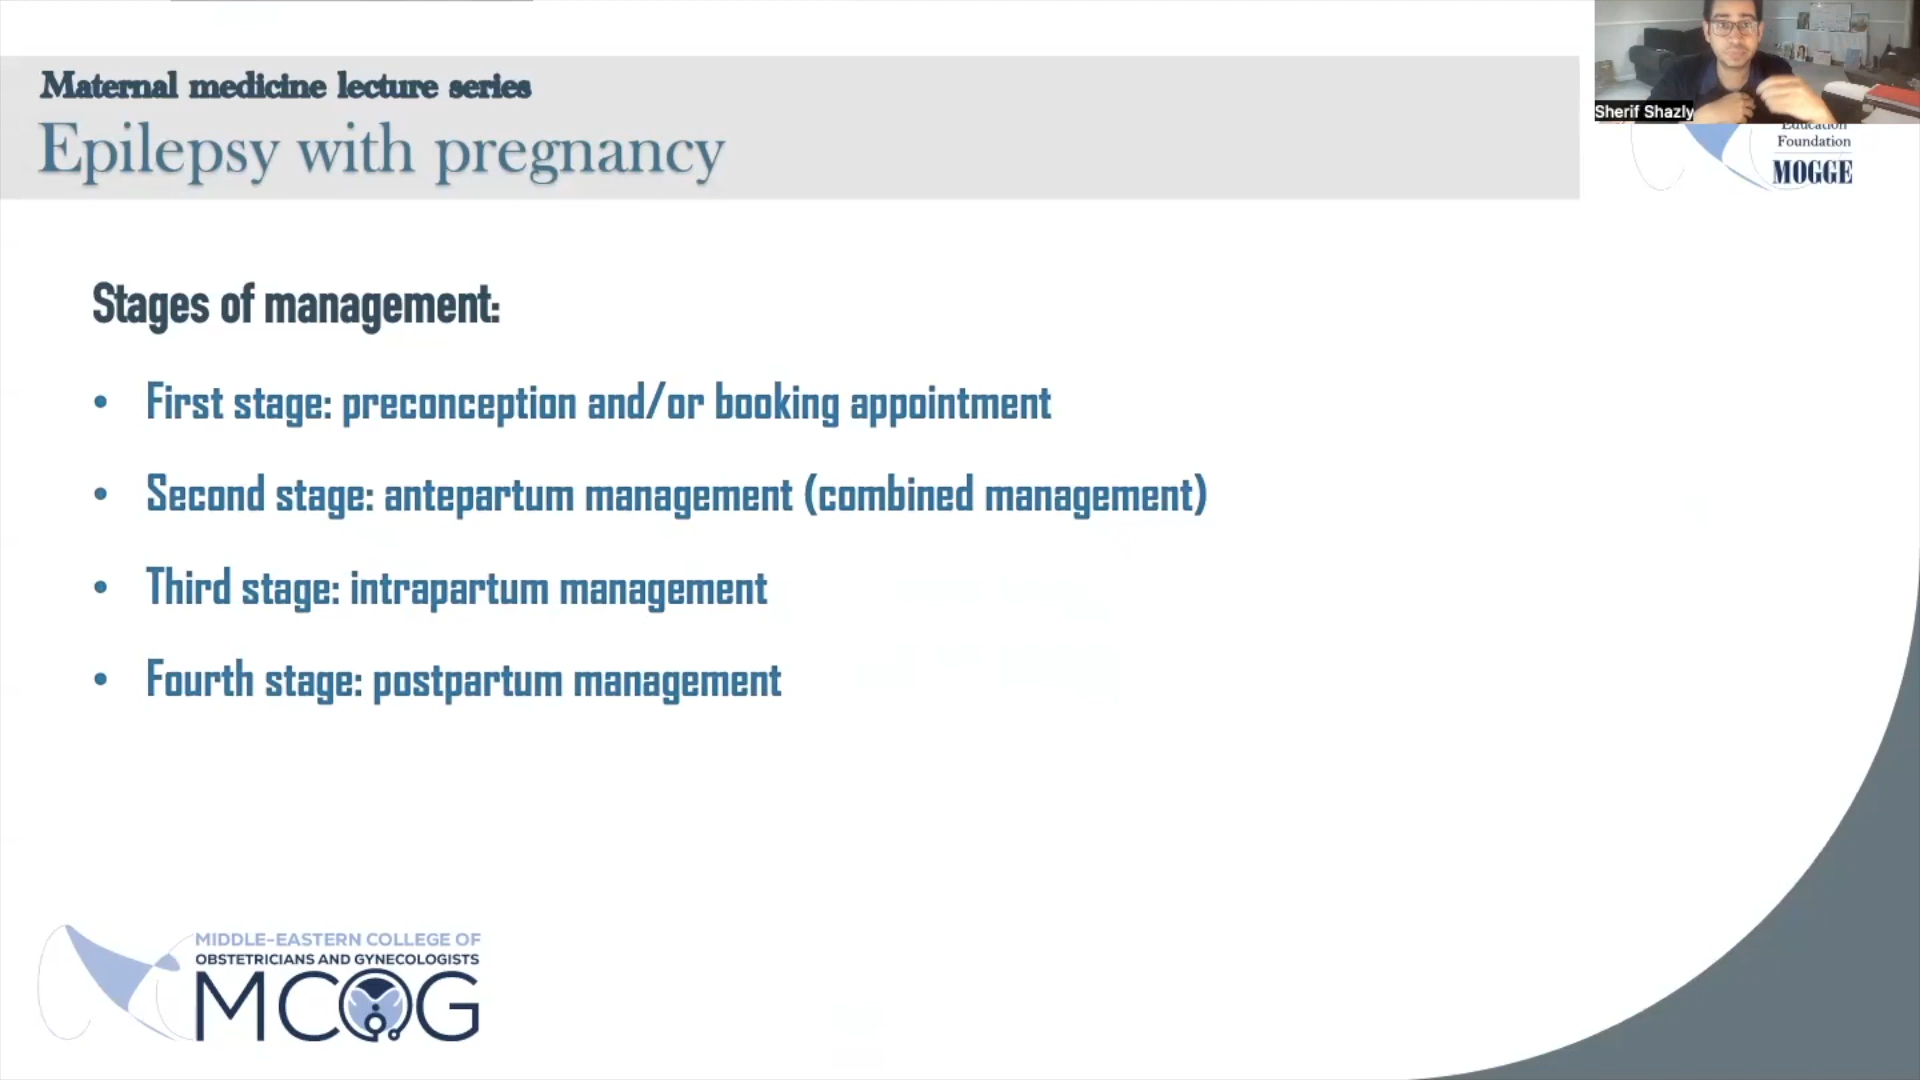 Maternal medicine lecture series
Epilepsy with pregnancy
Sherif Shazly
Education
Foundation
MOGGE
Stages of management:
• First stage: preconception and/or booking appointment
• Second stage: antepartum management (combined management)
• Third stage: intrapartum management
• Fourth stage: postpartum management
MIDDLE-EASTERN COLLEGE OF
OBSTETRICIANS AND GYNECOLOGISTS
MCOG